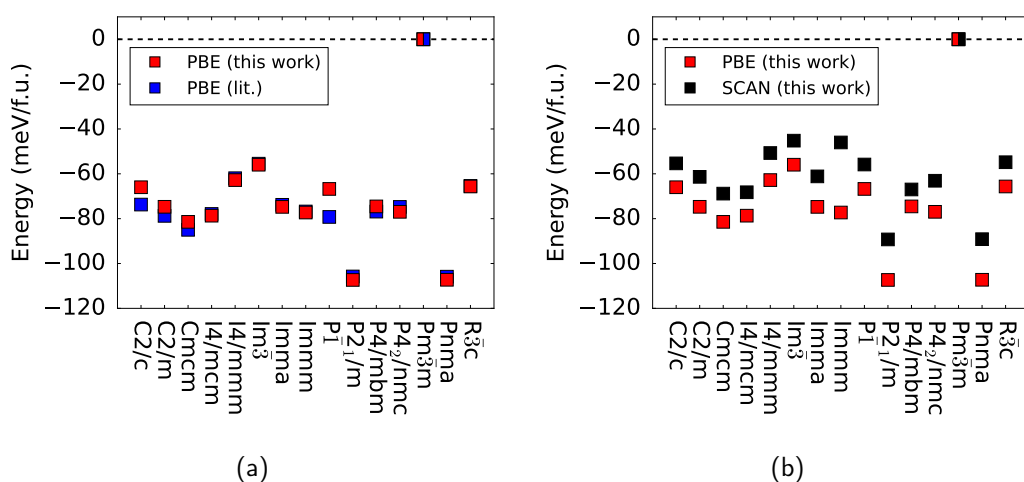 0
−20
−40
−60
−80
−100
−120
Energy (meV/f.u.)
PBE (this work)
PBE (lit.)
C2/c
C2/m
Cmcm
I4/mcm
I4/mmm
Im3̄
Imma
Immm
P1̄
P2₁/m
P4/mbm
P4₂/nmc
Pm3̄m
Pnma
R3̄c
(a)
0
−20
−40
−60
−80
−100
−120
Energy (meV/f.u.)
PBE (this work)
SCAN (this work)
C2/c
C2/m
Cmcm
I4/mcm
I4/mmm
Im3̄
Imma
Immm
P1̄
P2₁/m
P4/mbm
P4₂/nmc
Pm3̄m
Pnma
R3̄c
(b)